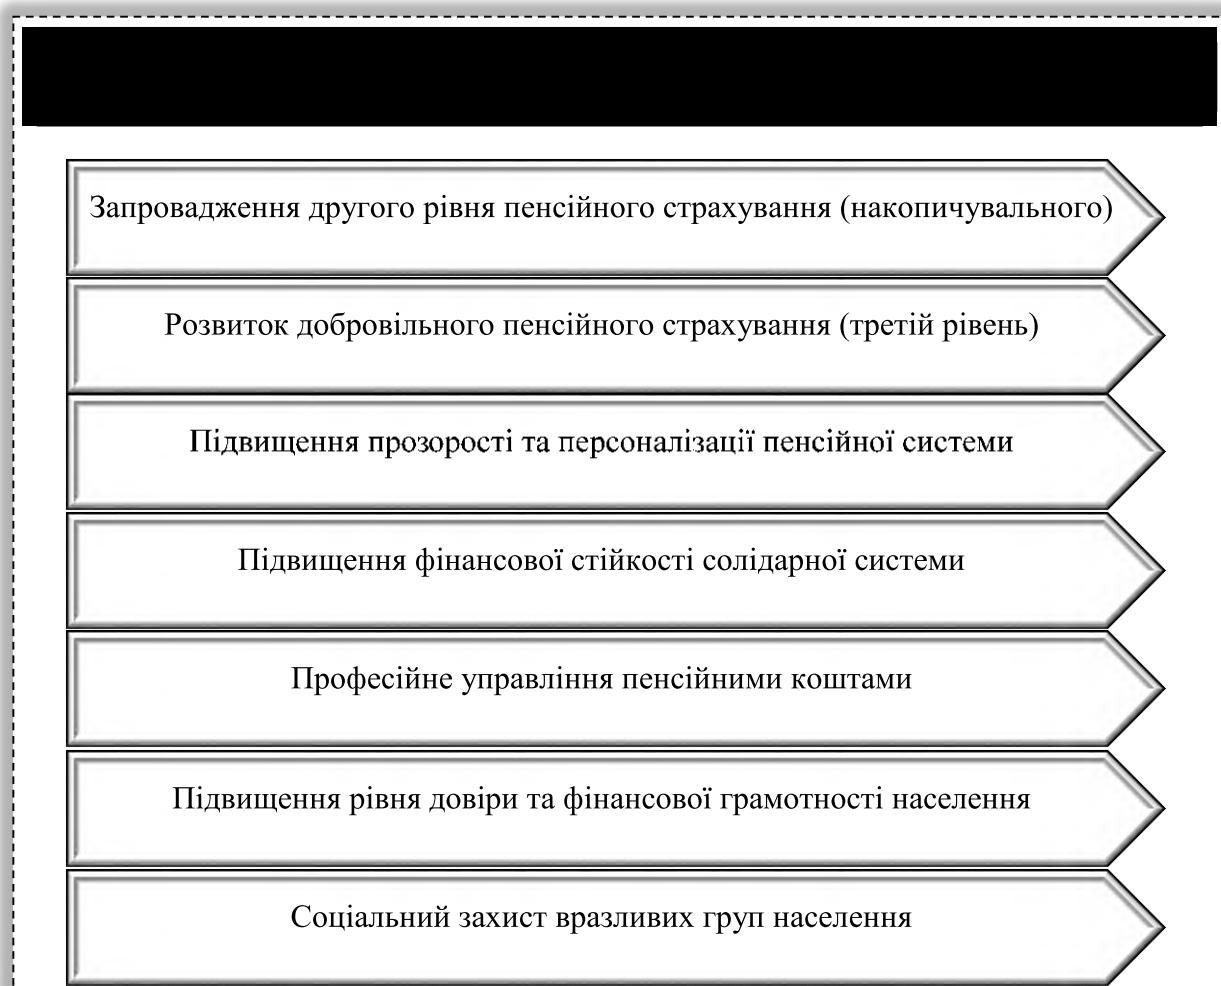 Запровадження другого рівня пенсійного страхування (накопичувального)
Розвиток добровільного пенсійного страхування (третій рівень)
Підвищення прозорості та персоналізації пенсійної системи
Підвищення фінансової стійкості солідарної системи
Професійне управління пенсійними коштами
Підвищення рівня довіри та фінансової грамотності населення
Соціальний захист вразливих груп населення